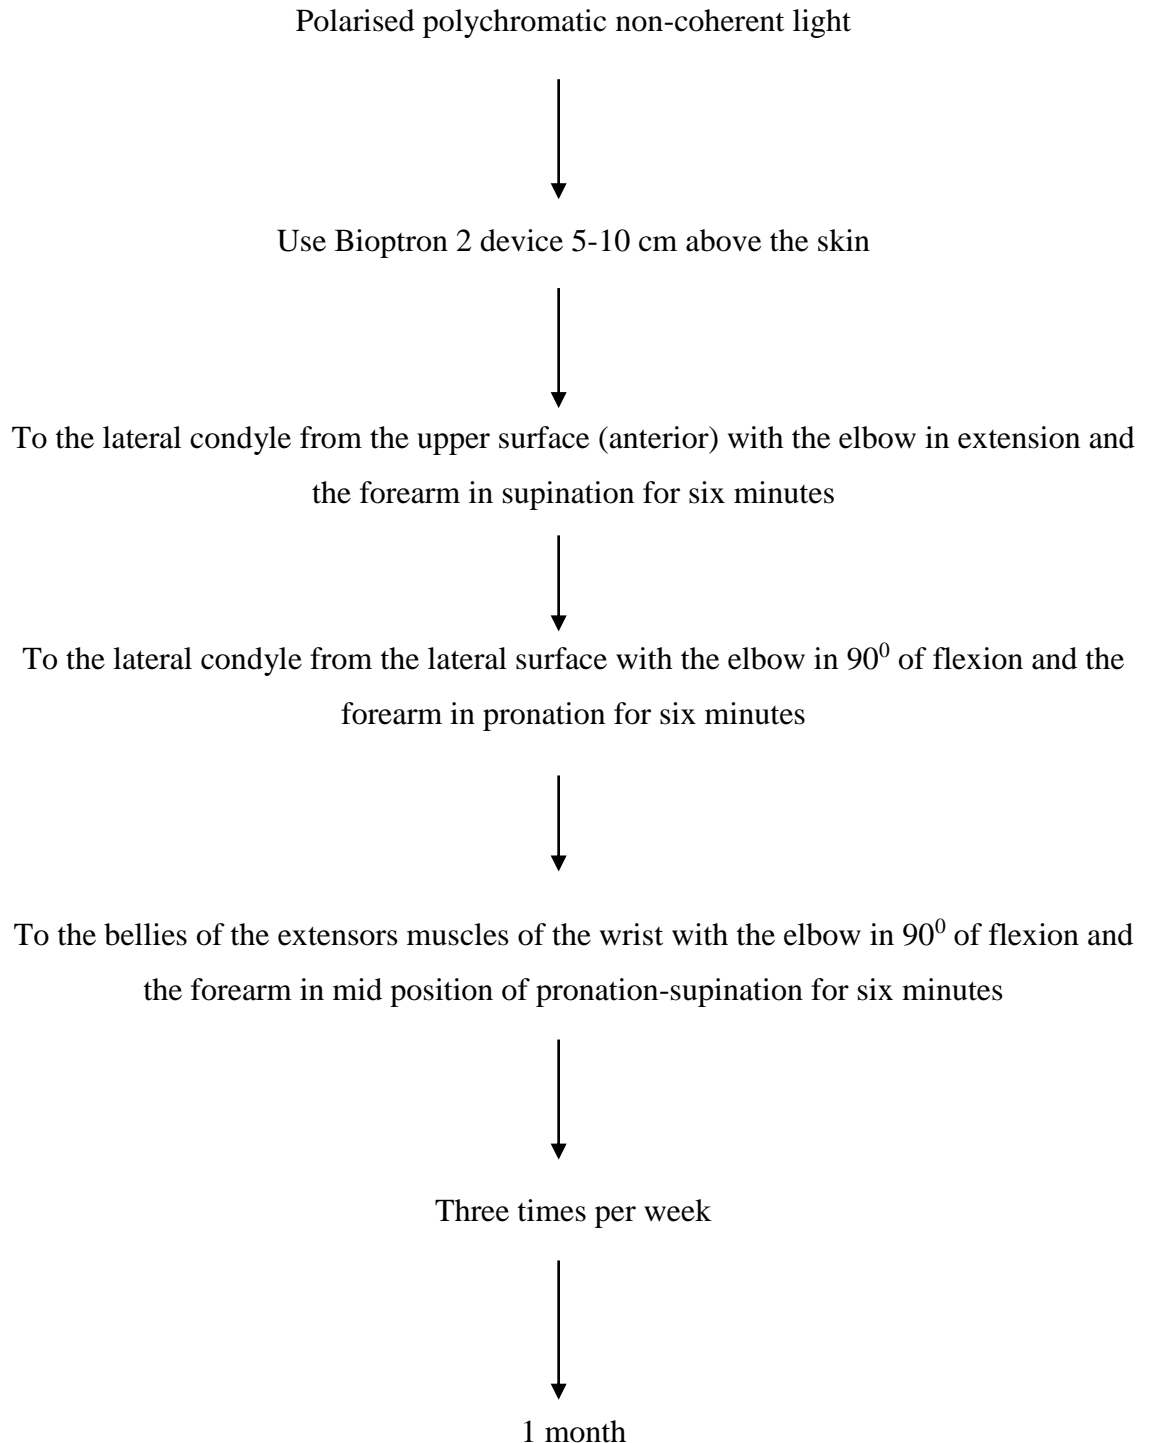 Polarised polychromatic non-coherent light
Use Bioptron 2 device 5-10 cm above the skin
To the lateral condyle from the upper surface (anterior) with the elbow in extension and
the forearm in supination for six minutes
To the lateral condyle from the lateral surface with the elbow in 90⁰ of flexion and the
forearm in pronation for six minutes
To the bellies of the extensors muscles of the wrist with the elbow in 90⁰ of flexion and
the forearm in mid position of pronation-supination for six minutes
Three times per week
1 month